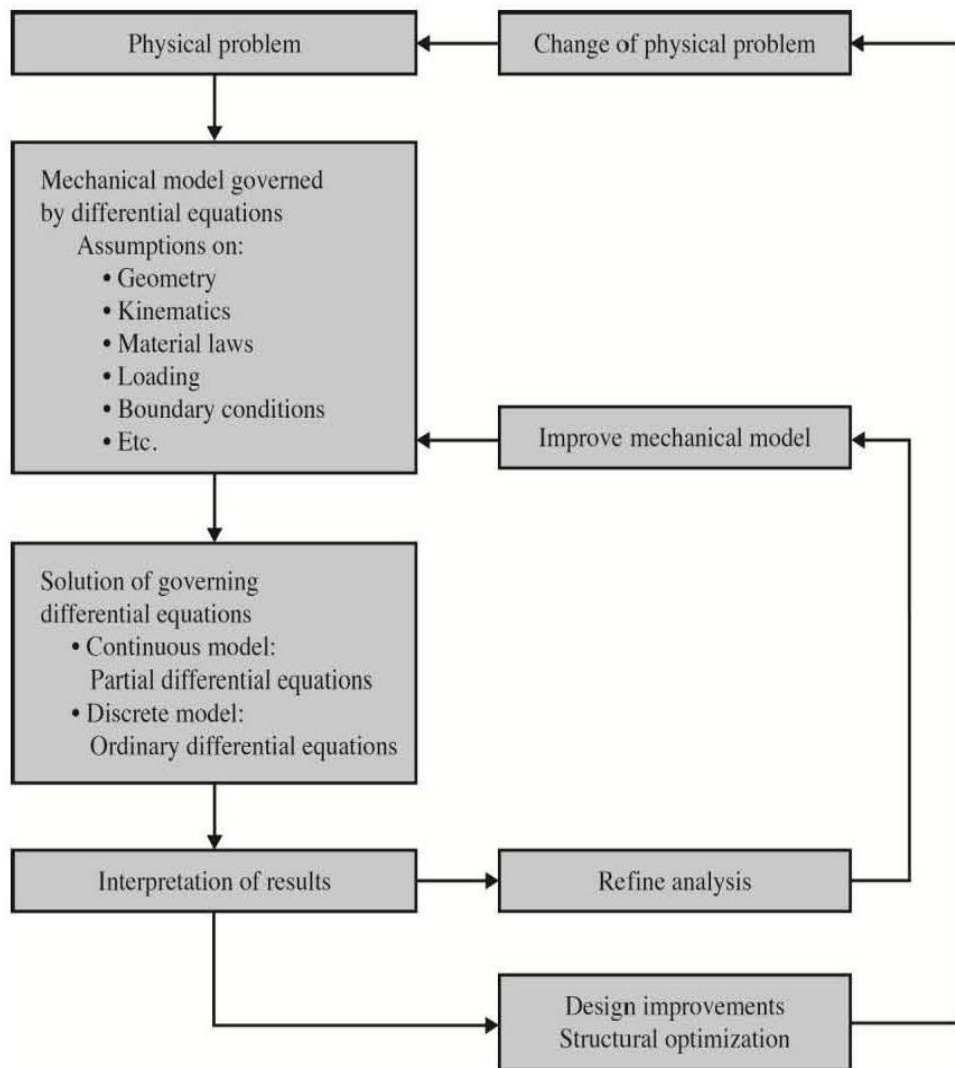 Physical problem
Change of physical problem
Mechanical model governed
by differential equations
Assumptions on:
• Geometry
• Kinematics
• Material laws
• Loading
• Boundary conditions
• Etc.
Improve mechanical model
Solution of governing
differential equations
• Continuous model:
Partial differential equations
• Discrete model:
Ordinary differential equations
Interpretation of results
Refine analysis
Design improvements
Structural optimization